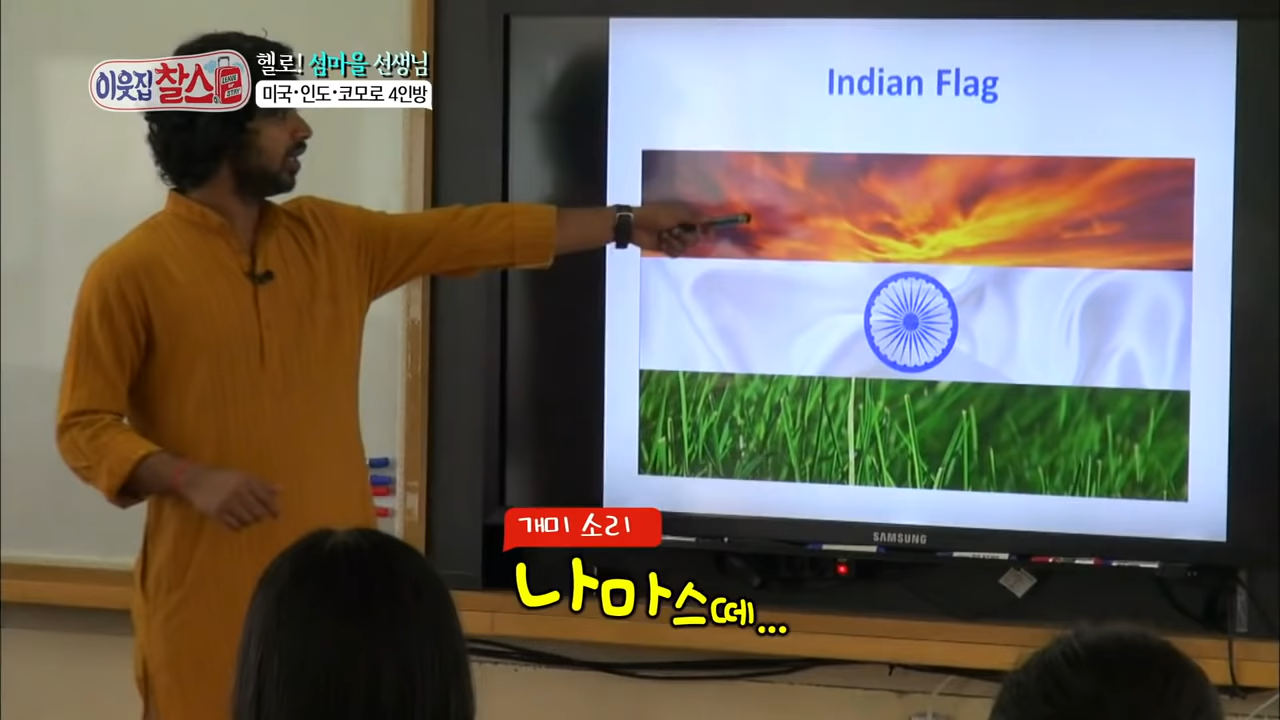 이웃집 찰스
LEAVE or STAY
헬로! 섬마을 선생님
미국·인도·코모로 4인방
Indian Flag
SAMSUNG
개미 소리
나마스떼...